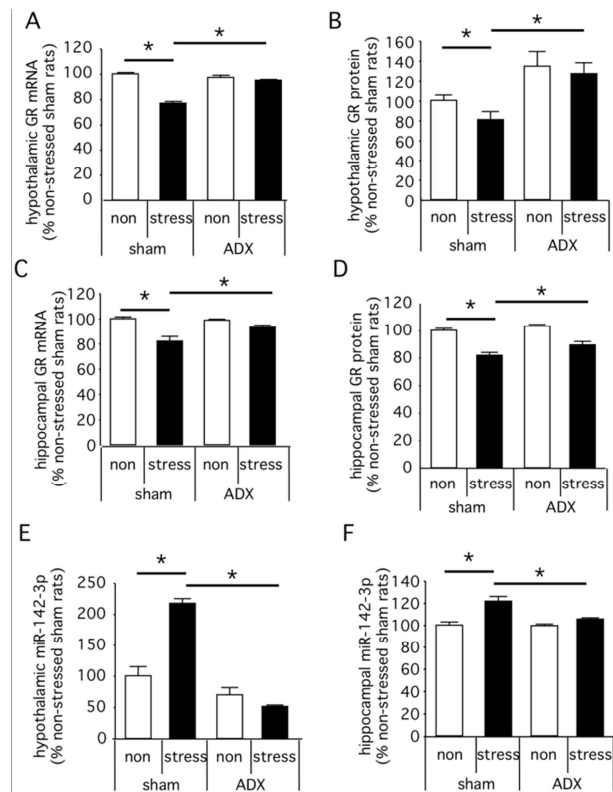 A
hypothalamic GR mRNA
(% non-stressed sham rats)
120
100
80
60
40
20
0
*
*
non stress non stress
sham ADX
B
hypothalamic GR protein
(% non-stressed sham rats)
160
140
120
100
80
60
40
20
0
*
*
non stress non stress
sham ADX
C
hippocampal GR mRNA
(% non-stressed sham rats)
120
100
80
60
40
20
0
*
*
non stress non stress
sham ADX
D
hippocampal GR protein
(% non-stressed sham rats)
120
100
80
60
40
20
0
*
*
non stress non stress
sham ADX
E
hypothalamic miR-142-3p
(% non-stressed sham rats)
250
200
150
100
50
0
*
*
non stress non stress
sham ADX
F
hippocampal miR-142-3p
(% non-stressed sham rats)
140
120
100
80
60
40
20
0
*
*
non stress non stress
sham ADX